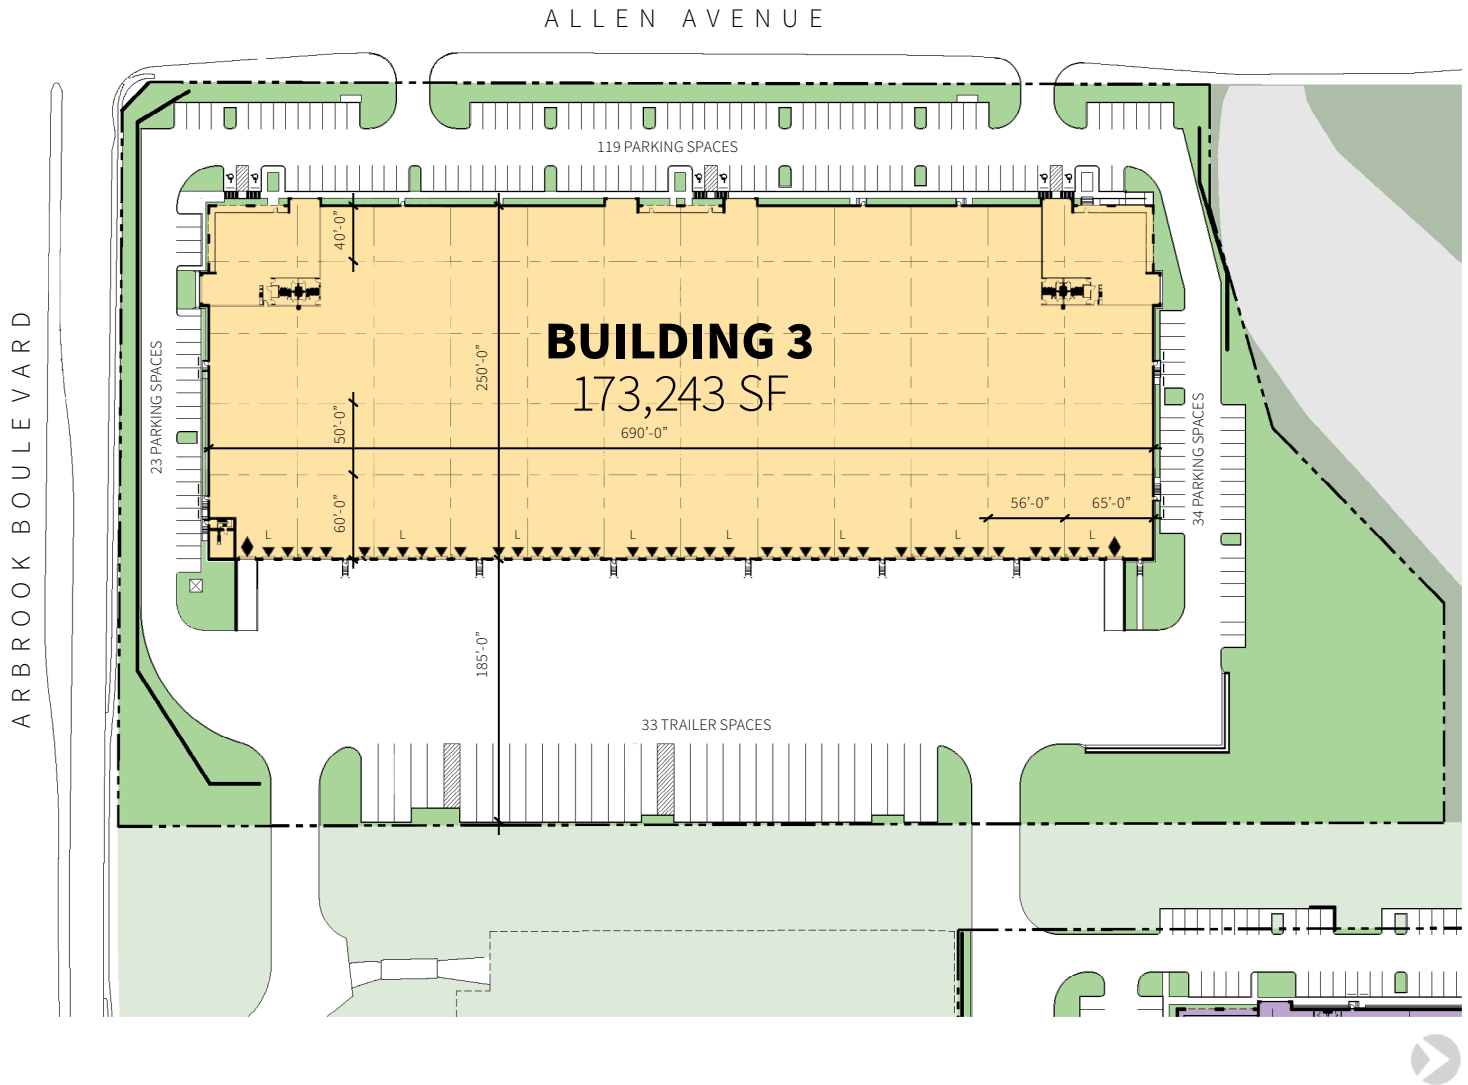 ALLEN AVENUE
119 PARKING SPACES
40’-0”
BUILDING 3
173,243 SF
250’-0”
690’-0”
50’-0”
60’-0”
56’-0”
65’-0”
23 PARKING SPACES
34 PARKING SPACES
ARBROOK BOULEVARD
L
L
L
L
L
L
L
L
185’-0”
33 TRAILER SPACES